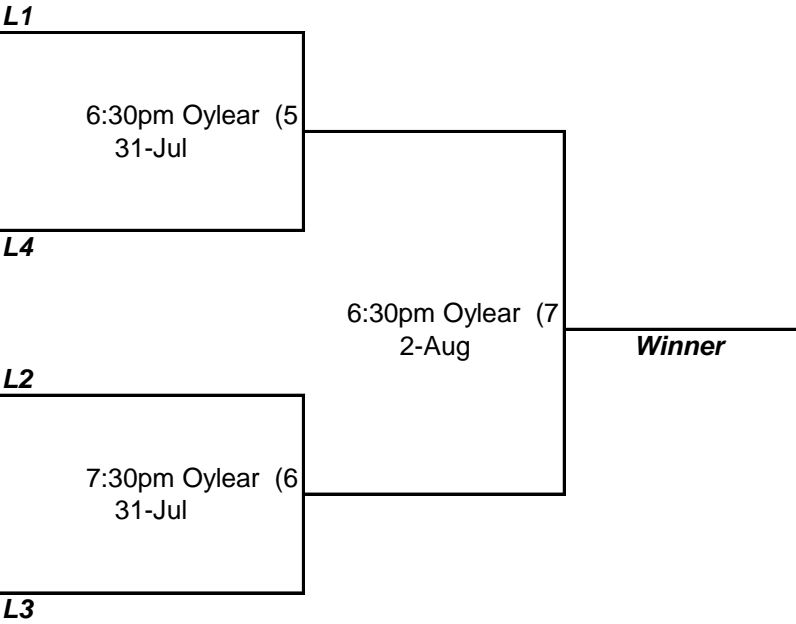 L1
6:30pm Oylear (5
31-Jul
L4
6:30pm Oylear (7
2-Aug
Winner
L2
7:30pm Oylear (6
31-Jul
L3